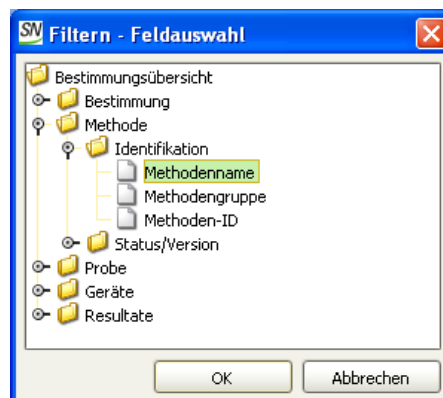 SN Filtern - Feldauswahl
Bestimmungsübersicht
Bestimmung
Methode
Identifikation
Methodenname
Methodengruppe
Methoden-ID
Status/Version
Probe
Geräte
Resultate
OK Abbrechen